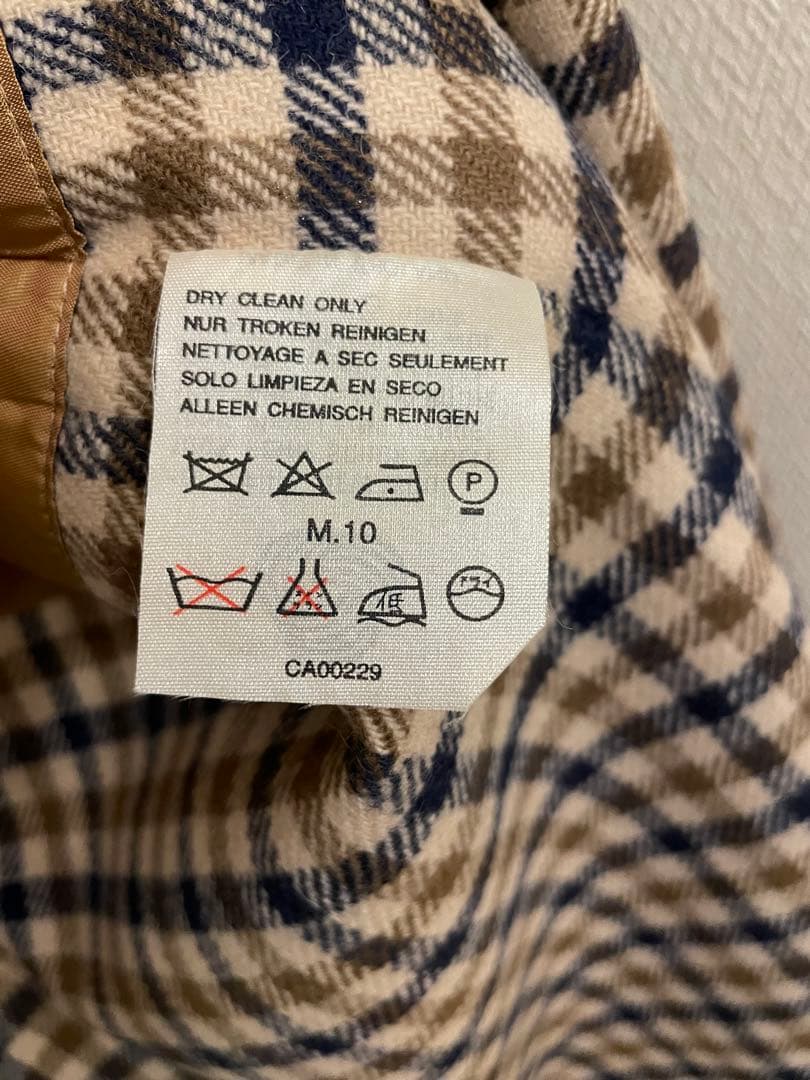 DRY CLEAN ONLY
NUR TROKEN REINIGEN
NETTOYAGE A SEC SEULEMENT
SOLO LIMPIEZA EN SECO
ALLEEN CHEMISCH REINIGEN
P
M.10
低 ドライ
CA00229